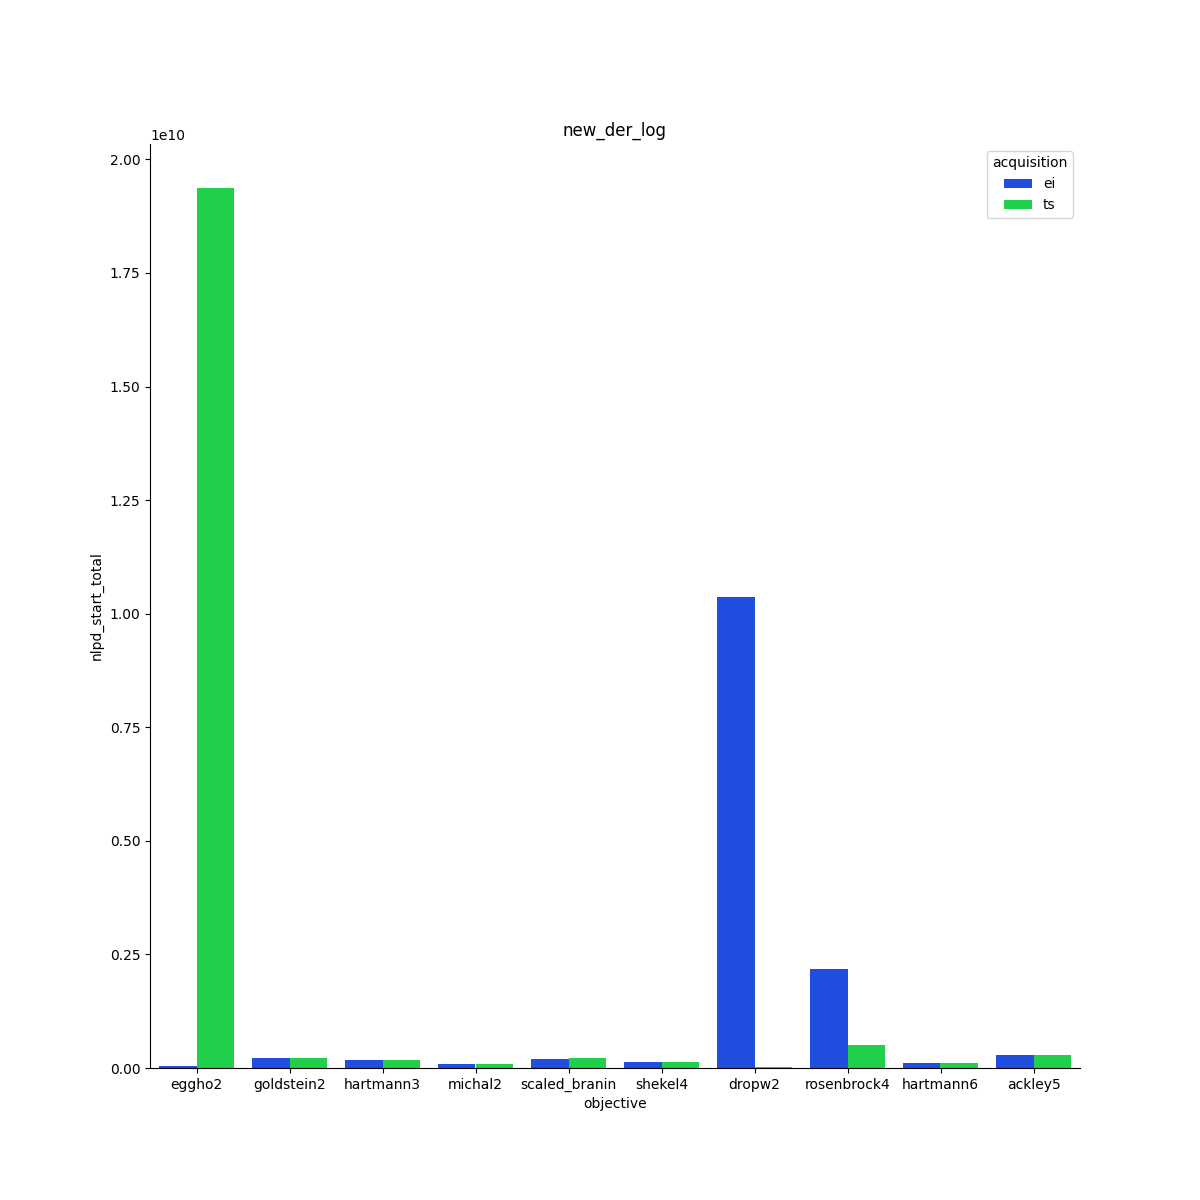 new_der_log
1e10
2.00
1.75
1.50
1.25
1.00
0.75
0.50
0.25
0.00
nlpd_start_total
acquisition
ei
ts
eggho2 goldstein2 hartmann3 michal2 scaled_branin shekel4 dropw2 rosenbrock4 hartmann6 ackley5
objective